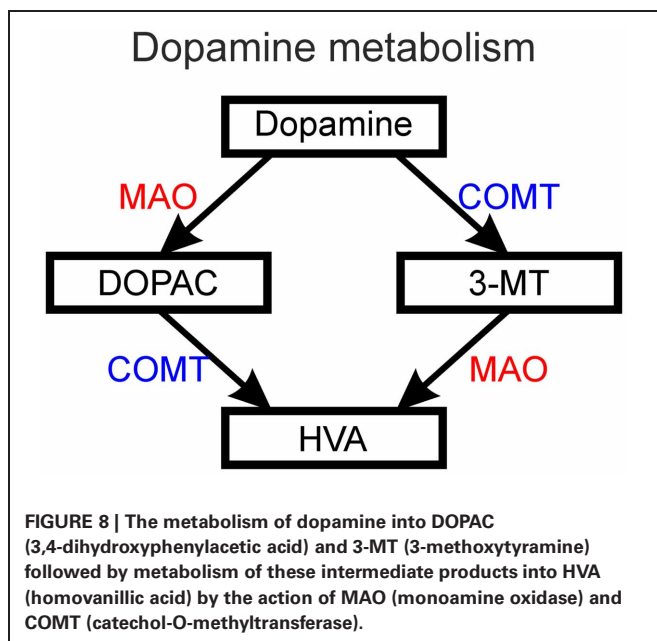 Dopamine metabolism
Dopamine
MAO
COMT
DOPAC
3-MT
COMT
MAO
HVA
FIGURE 8 | The metabolism of dopamine into DOPAC
(3,4-dihydroxyphenylacetic acid) and 3-MT (3-methoxytyramine)
followed by metabolism of these intermediate products into HVA
(homovanillic acid) by the action of MAO (monoamine oxidase) and
COMT (catechol-O-methyltransferase).